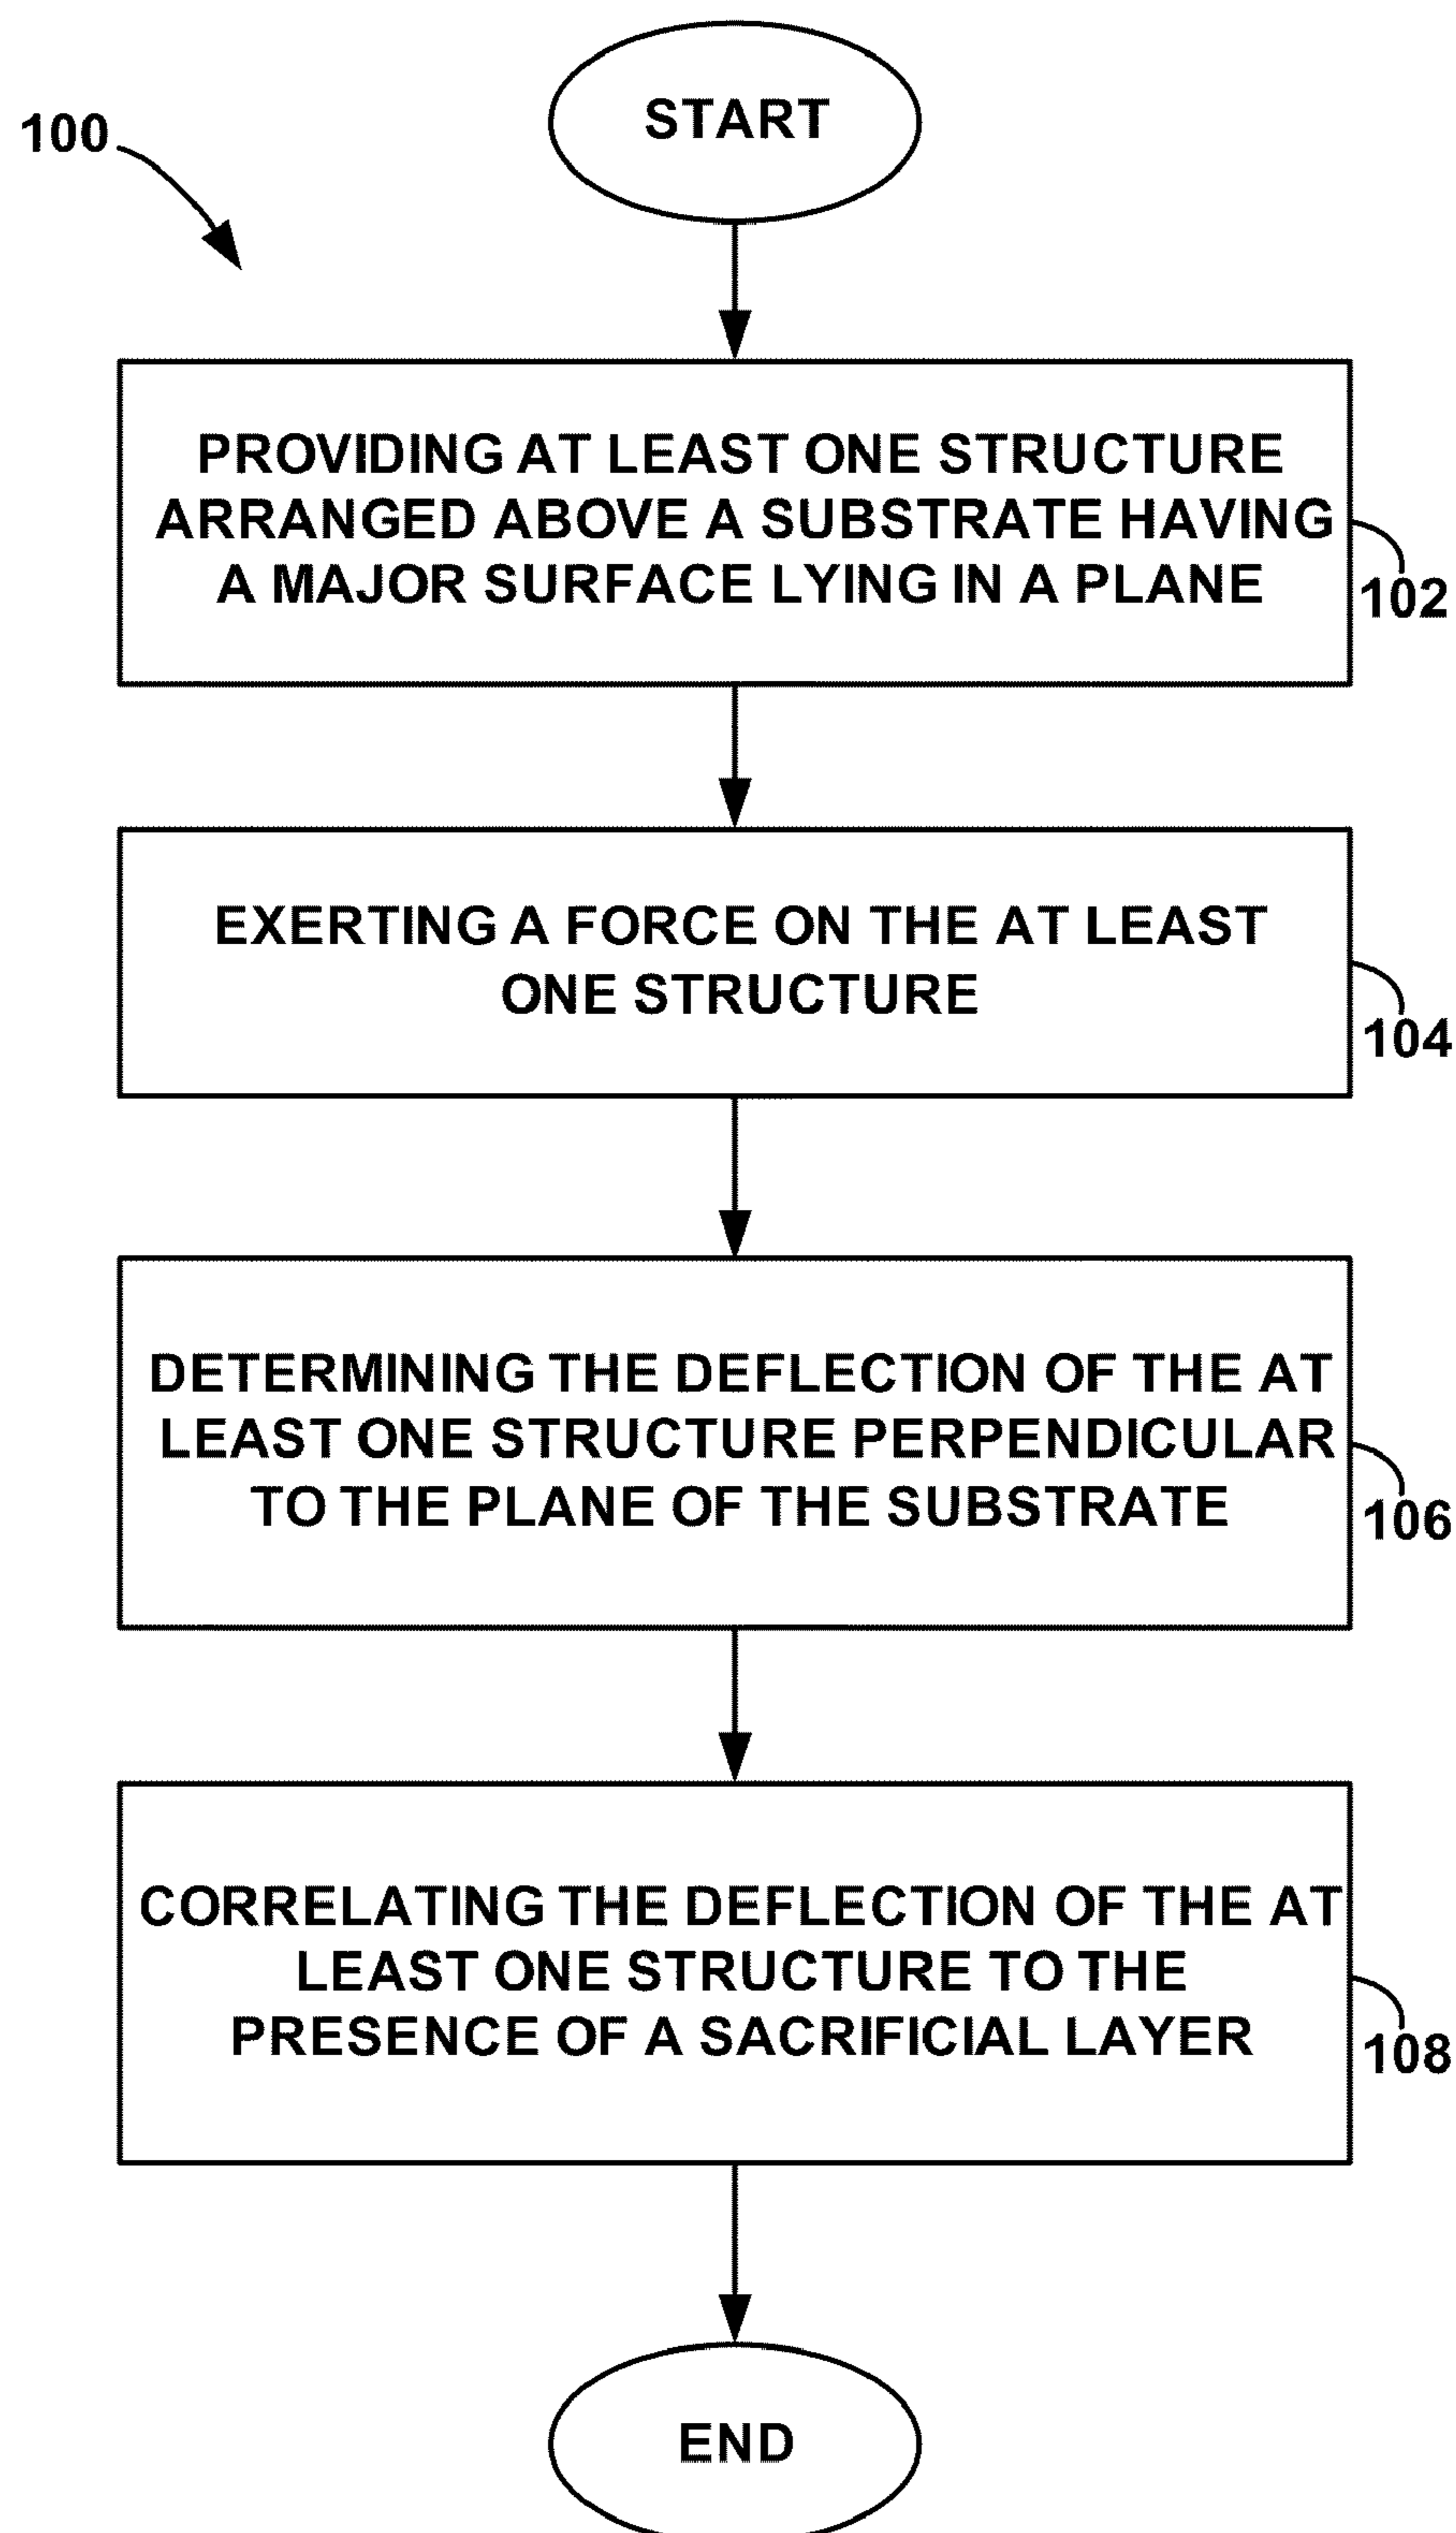 START
100
PROVIDING AT LEAST ONE STRUCTURE
ARRANGED ABOVE A SUBSTRATE HAVING
A MAJOR SURFACE LYING IN A PLANE
102
EXERTING A FORCE ON THE AT LEAST
ONE STRUCTURE
104
DETERMINING THE DEFLECTION OF THE AT
LEAST ONE STRUCTURE PERPENDICULAR
TO THE PLANE OF THE SUBSTRATE
106
CORRELATING THE DEFLECTION OF THE AT
LEAST ONE STRUCTURE TO THE
PRESENCE OF A SACRIFICIAL LAYER
108
END